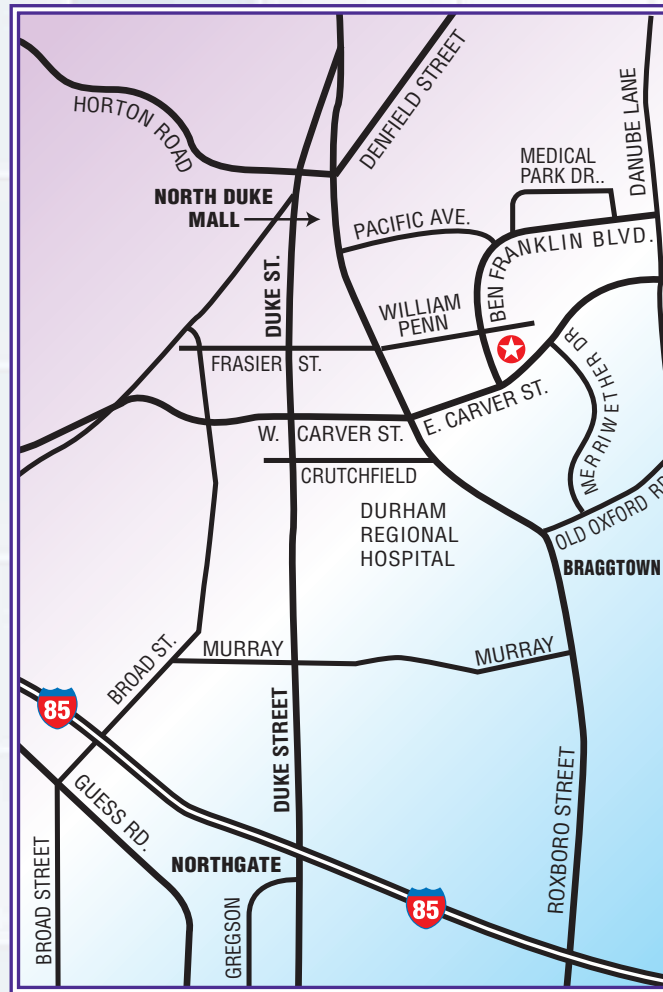 HORTON ROAD
DENFIELD STREET
DANUBE LANE
MEDICAL
PARK DR..
NORTH DUKE
MALL
PACIFIC AVE.
BEN FRANKLIN BLVD.
DUKE ST.
WILLIAM
PENN
FRASIER ST.
MERRIWETHER DR
W. CARVER ST.
E. CARVER ST.
CRUTCHFIELD
DURHAM
REGIONAL
HOSPITAL
OLD OXFORD RD
BRAGGTOWN
BROAD ST.
MURRAY
MURRAY
85
DUKE STREET
GUESS RD.
ROXBORO STREET
NORTHGATE
BROAD STREET
GREGSON
85